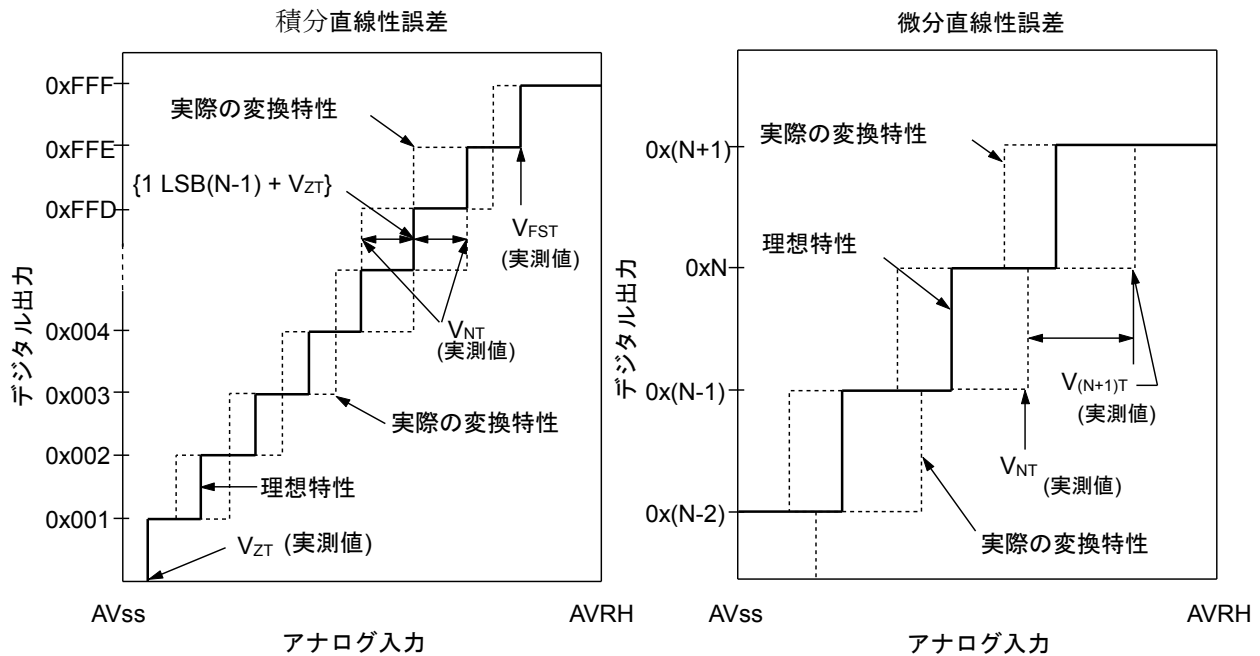 積分直線性誤差
0xFFF
0xFFE
0xFFD
0x004
0x003
0x002
0x001
デジタル出力
実際の変換特性
{1 LSB(N-1) + VZT}
VFST
(実測値)
VNT
(実測値)
実際の変換特性
理想特性
VZT (実測値)
AVss
AVRH
アナログ入力
微分直線性誤差
0x(N+1)
0xN
0x(N-1)
0x(N-2)
デジタル出力
実際の変換特性
理想特性
V(N+1)T
(実測値)
VNT (実測値)
実際の変換特性
AVss
AVRH
アナログ入力